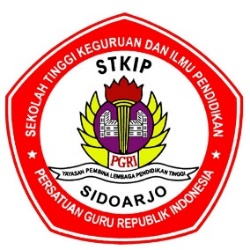 SEKOLAH TINGGI KEGURUAN DAN ILMU PENDIDIKAN
STKIP
PGRI
YAYASAN PEMBINA LEMBAGA PENDIDIKAN TINGGI
SIDOARJO
PERSATUAN GURU REPUBLIK INDONESIA